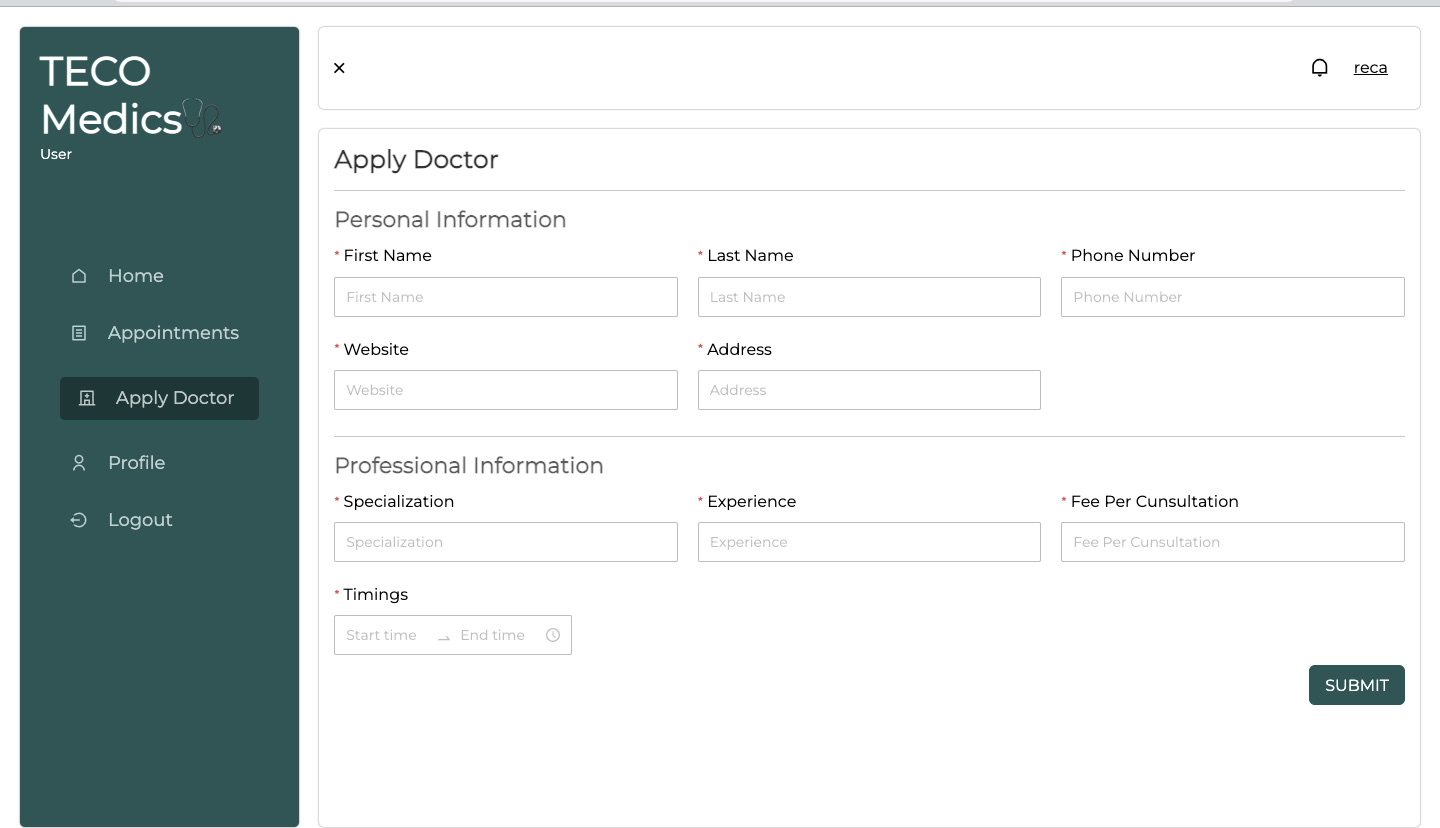 TECO
Medics
User
Home
Appointments
Apply Doctor
Profile
Logout
reca
Apply Doctor
Personal Information
* First Name
* Last Name
* Phone Number
First Name
Last Name
Phone Number
* Website
* Address
Website
Address
Professional Information
* Specialization
* Experience
* Fee Per Cunsultation
Specialization
Experience
Fee Per Cunsultation
* Timings
Start time
End time
SUBMIT